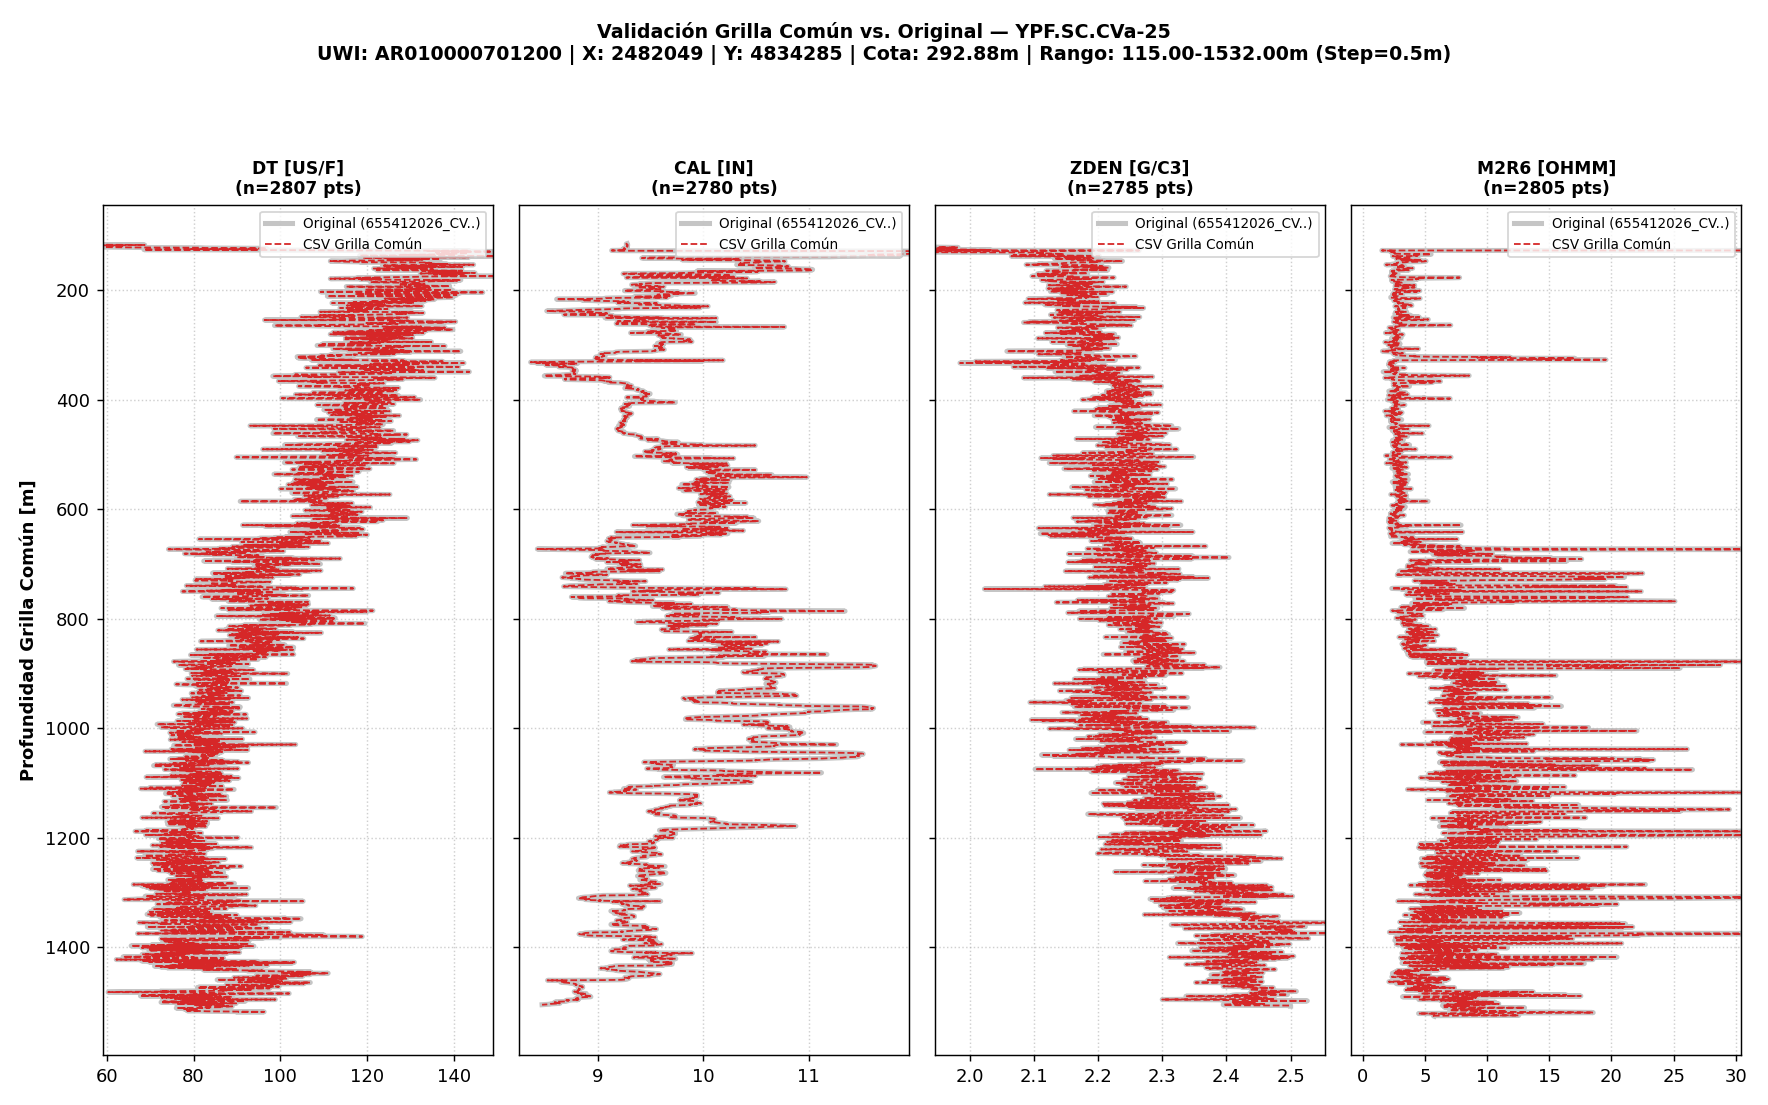 Validación Grilla Común vs. Original — YPF.SC.CVa-25
UWI: AR010000701200 | X: 2482049 | Y: 4834285 | Cota: 292.88m | Rango: 115.00-1532.00m (Step=0.5m)
DT [US/F]
(n=2807 pts)
CAL [IN]
(n=2780 pts)
ZDEN [G/C3]
(n=2785 pts)
M2R6 [OHMM]
(n=2805 pts)
Original (655412026_CV..)
CSV Grilla Común
Original (655412026_CV..)
CSV Grilla Común
Original (655412026_CV..)
CSV Grilla Común
Original (655412026_CV..)
CSV Grilla Común
Profundidad Grilla Común [m]
200
400
600
800
1000
1200
1400
60 80 100 120 140
9 10 11
2.0 2.1 2.2 2.3 2.4 2.5
0 5 10 15 20 25 30